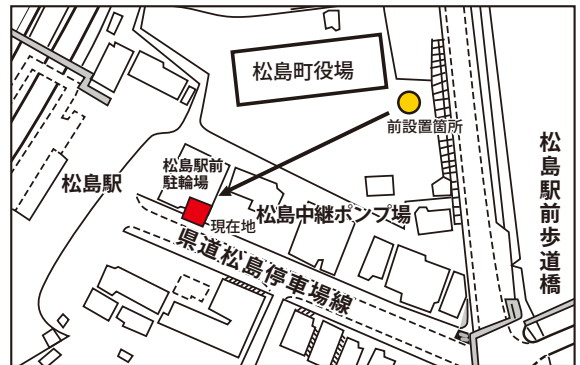 松島町役場
前設置箇所
松島駅前
駐輪場
松島駅
現在地
松島中継ポンプ場
県道松島停車場線
松島駅前歩道橋